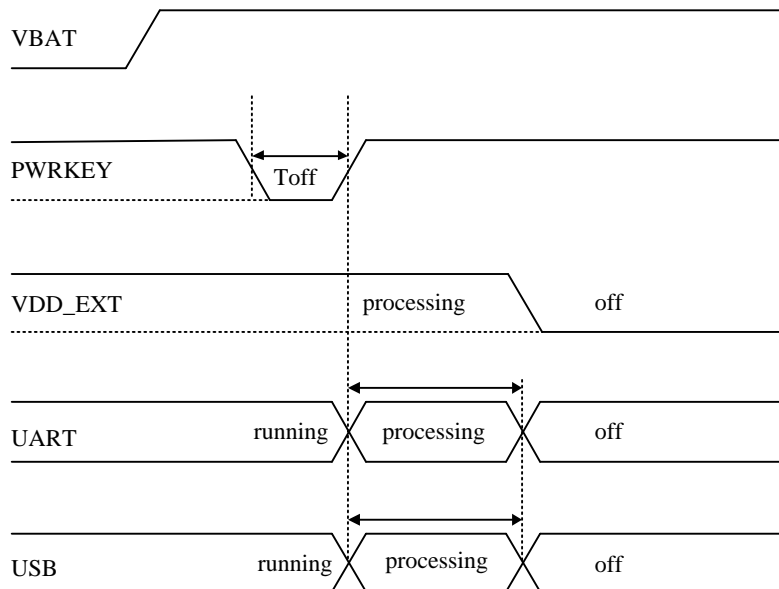 VBAT
PWRKEY
Toff
VDD_EXT
processing
off
UART
running
processing
off
USB
running
processing
off